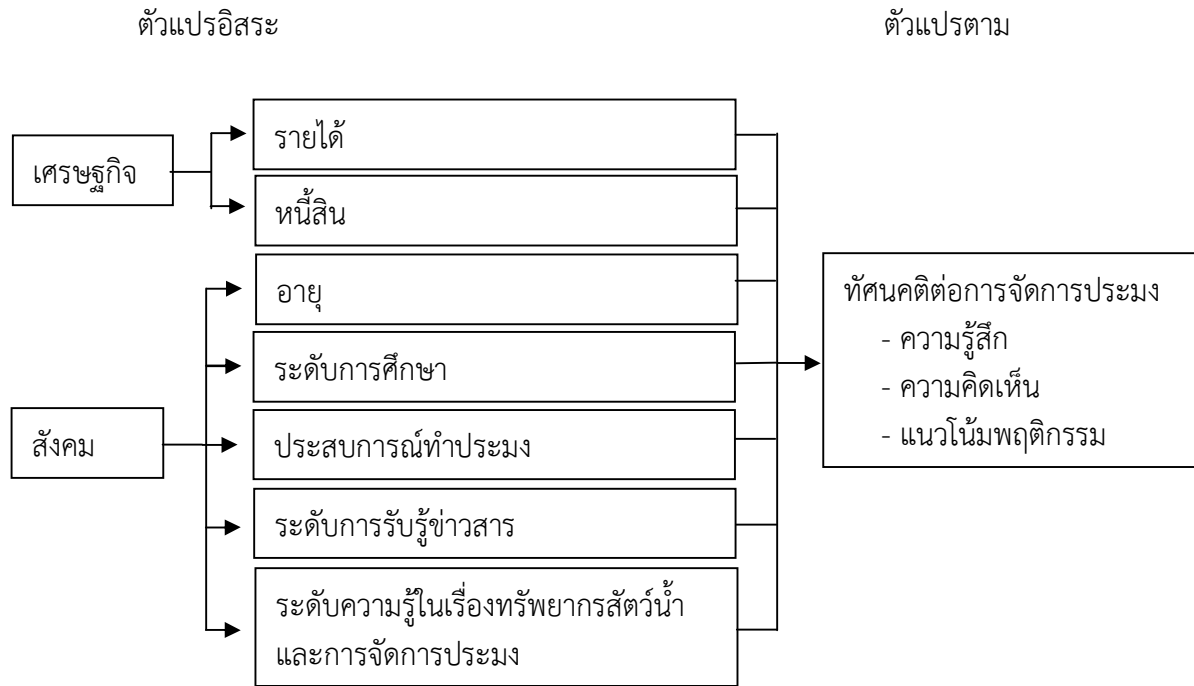 ตัวแปรอิสระ
ตัวแปรตาม
เศรษฐกิจ
รายได้
หนี้สิน
สังคม
อายุ
ระดับการศึกษา
ประสบการณ์ทำประมง
ระดับการรับรู้ข่าวสาร
ระดับความรู้ในเรื่องทรัพยากรสัตว์น้ำ
และการจัดการประมง
ทัศนคติต่อการจัดการประมง
- ความรู้สึก
- ความคิดเห็น
- แนวโน้มพฤติกรรม